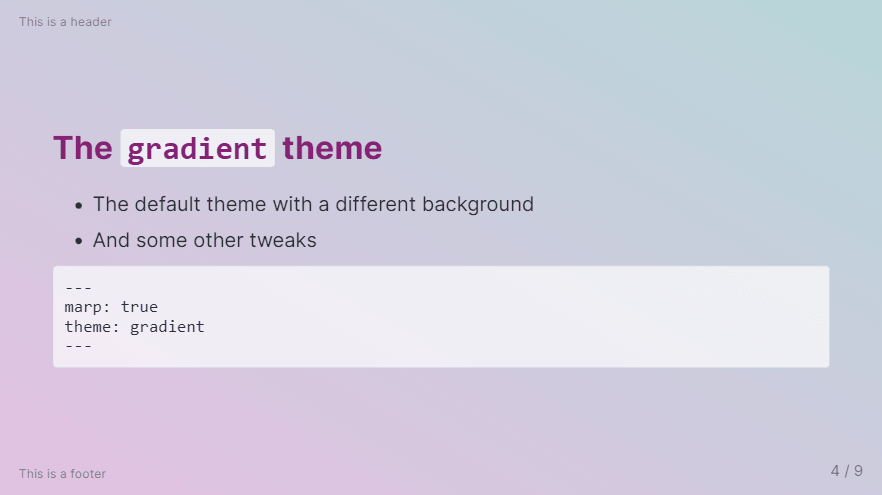 This is a header
The gradient theme
• The default theme with a different background
• And some other tweaks
---
marp: true
theme: gradient
---
This is a footer
4 / 9